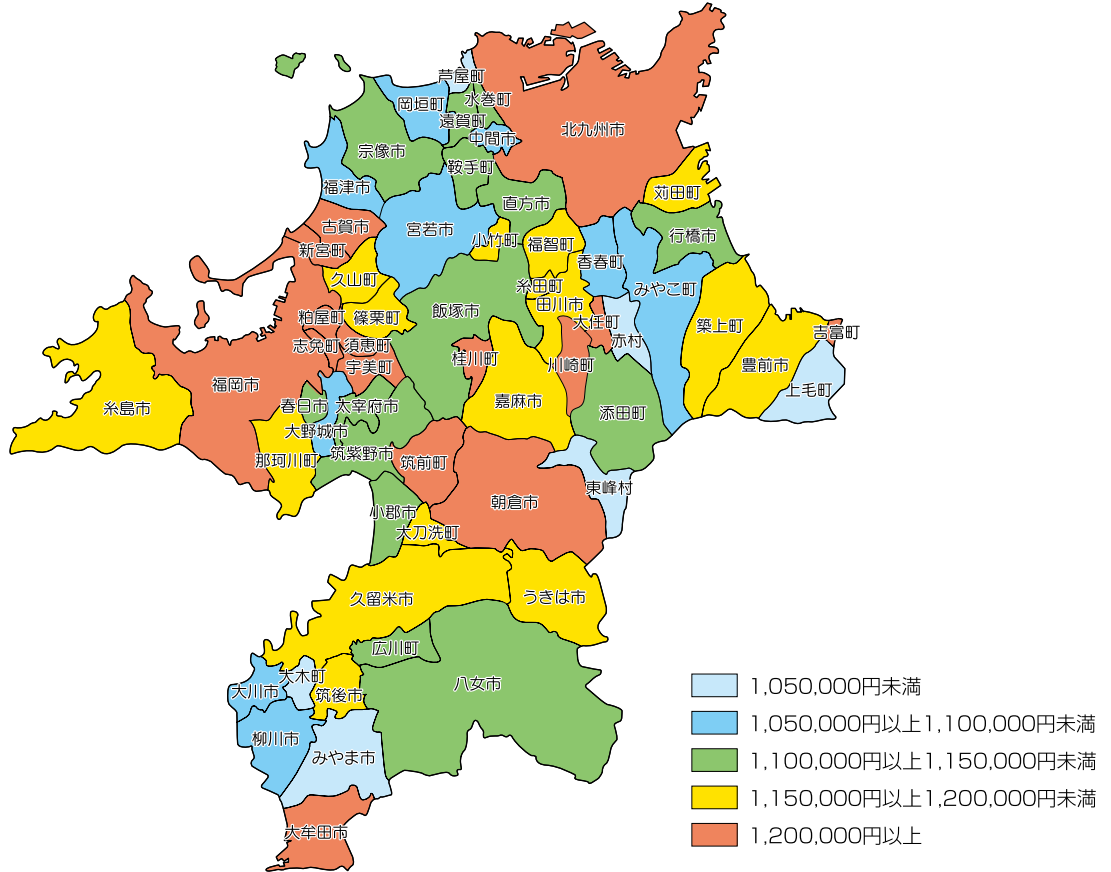 芦屋町
岡垣町
水巻町
遠賀町
中間市
北九州市
宗像市
鞍手町
福津市
直方市
苅田町
古賀市
宮若市
小竹町
福智町
行橋市
新宮町
香春町
久山町
糸田町
みやこ町
飯塚市
田川市
粕屋町
篠栗町
大任町
築上町
吉富町
志免町
須恵町
赤村
宇美町
桂川町
川崎町
豊前市
福岡市
上毛町
糸島市
春日市
太宰府市
嘉麻市
添田町
大野城市
筑紫野市
那珂川町
筑前町
東峰村
朝倉市
小郡市
大刀洗町
久留米市
うきは市
広川町
大木町
八女市
大川市
筑後市
柳川市
みやま市
大牟田市
1,050,000円未満
1,050,000円以上1,100,000円未満
1,100,000円以上1,150,000円未満
1,150,000円以上1,200,000円未満
1,200,000円以上